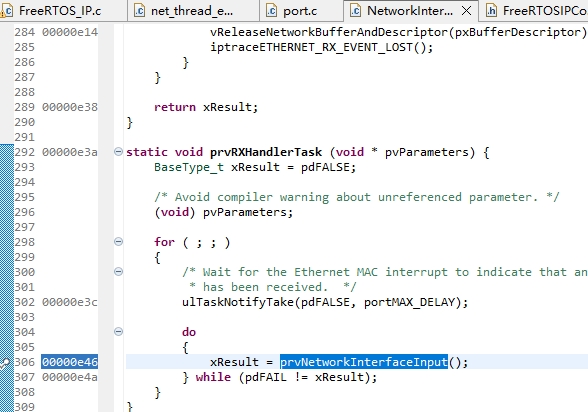 FreeRTOS_IP.c net_thread_e... port.c NetworkInter... FreeRTOSIPCo
284 00000e14 vReleaseNetworkBufferAndDescriptor(pxBufferDescriptor)
285 iptraceETHERNET_RX_EVENT_LOST();
286 }
287 }
288
289 00000e38 return xResult;
290 }
291
292 00000e3a static void prvRXHandlerTask (void * pvParameters) {
293 BaseType_t xResult = pdFALSE;
294
295 /* Avoid compiler warning about unreferenced parameter. */
296 (void) pvParameters;
297
298 for ( ; ; )
299 {
300 /* Wait for the Ethernet MAC interrupt to indicate that an
301 * has been received. */
302 00000e3c ulTaskNotifyTake(pdFALSE, portMAX_DELAY);
303
304 do
305 {
306 00000e46 xResult = prvNetworkInterfaceInput();
307 00000e4a } while (pdFAIL != xResult);
308 }
309 }